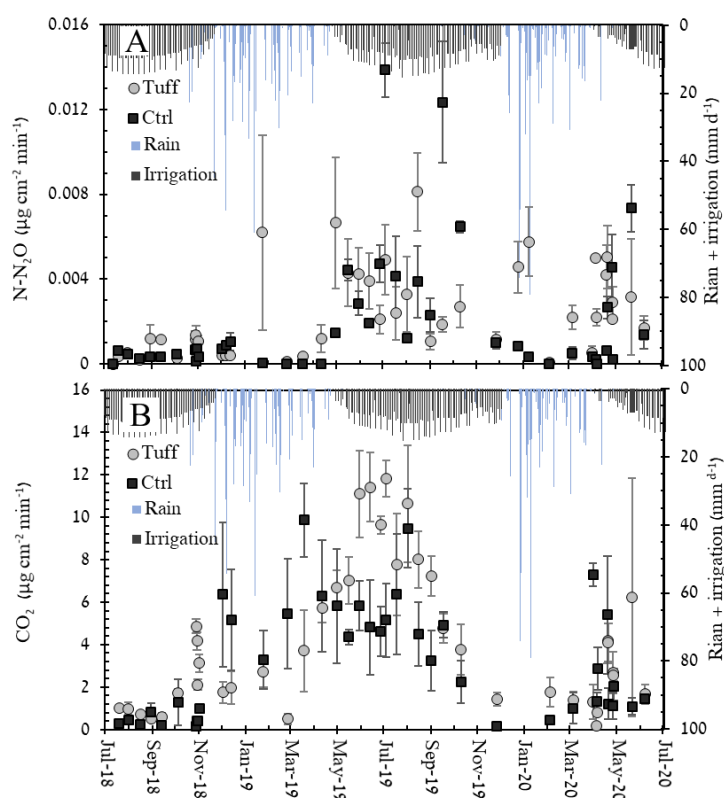 0.016
0.012
0.008
0.004
0
N-N₂O (µg cm⁻² min⁻¹)
A
Tuff
Ctrl
Rain
Irrigation
0
20
40
60
80
100
Rian + irrigation (mm d⁻¹)
16
14
12
10
8
6
4
2
0
CO₂ (µg cm⁻² min⁻¹)
B
Tuff
Ctrl
Rain
Irrigation
0
20
40
60
80
100
Rian + irrigation (mm d⁻¹)
Jul-18
Sep-18
Nov-18
Jan-19
Mar-19
May-19
Jul-19
Sep-19
Nov-19
Jan-20
Mar-20
May-20
Jul-20